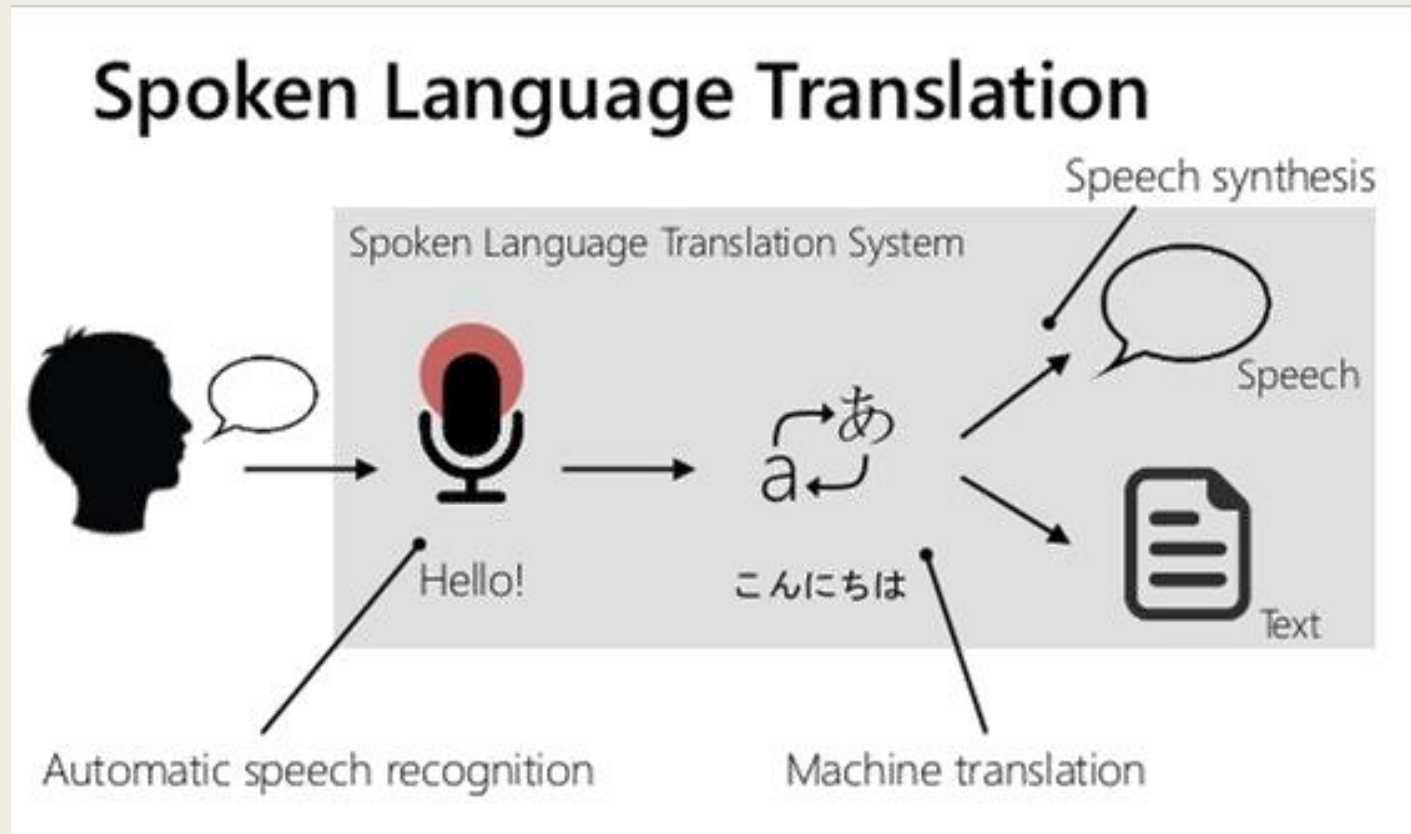 Spoken Language Translation
Speech synthesis
Spoken Language Translation System
Speech
a あ
Hello!
こんにちは
Text
Automatic speech recognition
Machine translation